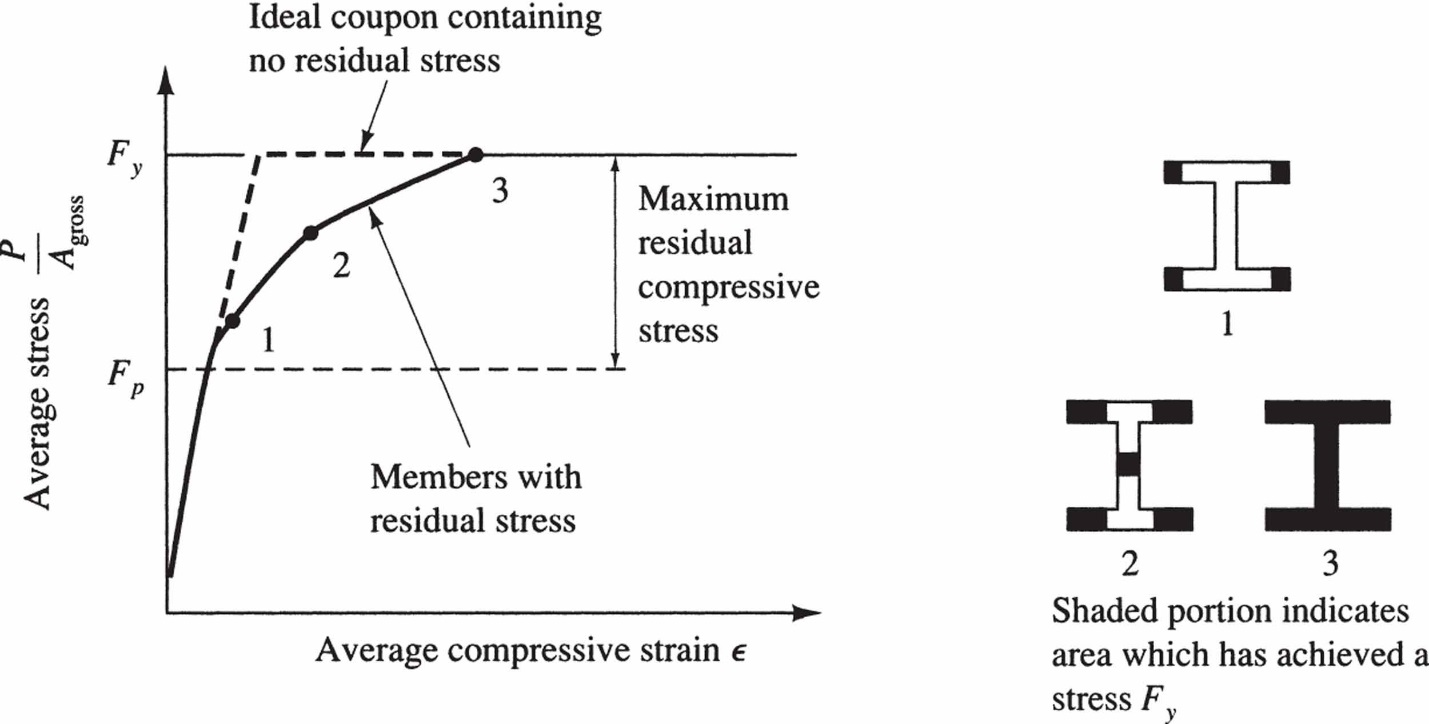 Ideal coupon containing
no residual stress
F_y
F_p
Average stress P / A_gross
1
2
3
Maximum
residual
compressive
stress
Members with
residual stress
Average compressive strain ϵ
1
2
3
Shaded portion indicates
area which has achieved a
stress F_y